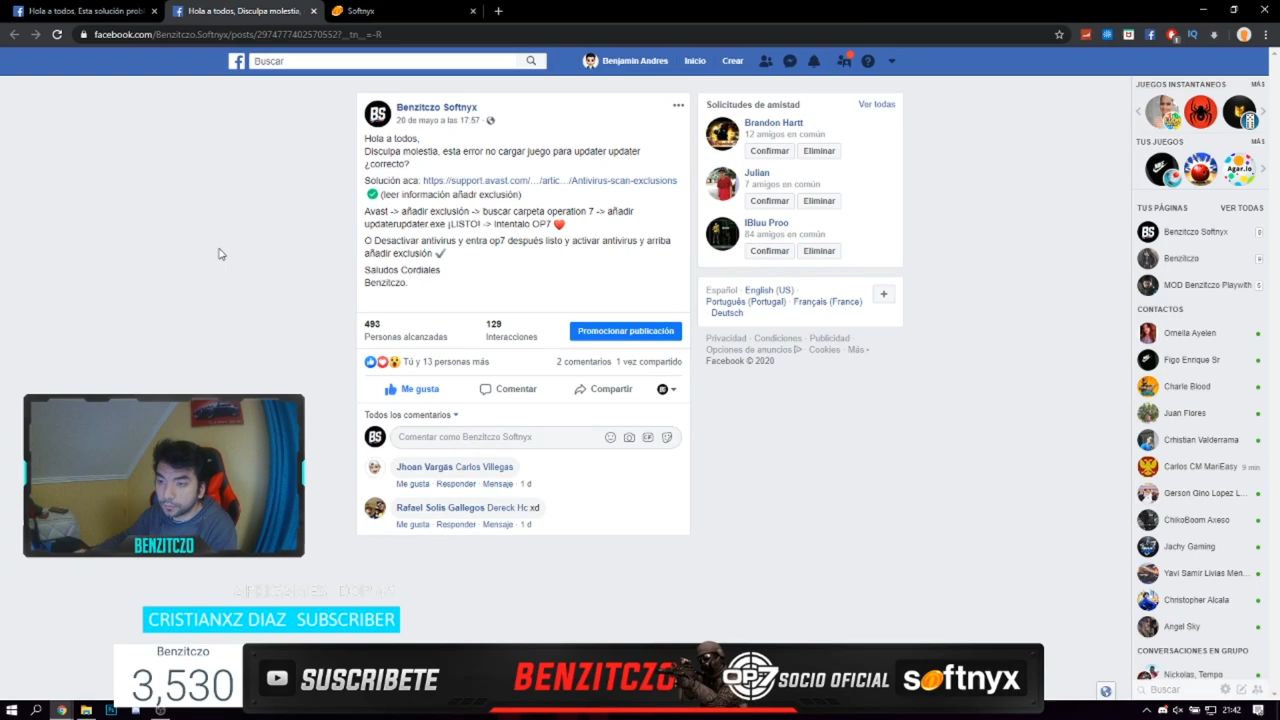 Hola a todos, Esta solución probl
Hola a todos, Disculpa molestia,
Softnyx
facebook.com/Benzitczo.Softnyx/posts/2974777402570552?__tn__=-R
Buscar
Benjamin Andres
Inicio
Crear
Benzitczo Softnyx
20 de mayo a las 17:57
Hola a todos,
Disculpa molestia, esta error no cargar juego para updater updater
¿correcto?
Solución aca: https://support.avast.com/.../artic.../Antivirus-scan-exclusions
(leer información añadir exclusión)
Avast -> añadir exclusión -> buscar carpeta operation 7 -> añadir
updaterupdater.exe ¡LISTO! -> Intentalo OP7
O Desactivar antivirus y entra op7 después listo y activar antivirus y arriba
añadir exclusión
Saludos Cordiales
Benzitczo.
493
Personas alcanzadas
129
Interacciones
Promocionar publicación
Tú y 13 personas más
2 comentarios
1 vez compartido
Me gusta
Comentar
Compartir
Todos los comentarios
Comentar como Benzitczo Softnyx
Jhoan Vargas Carlos Villegas
Me gusta · Responder · Mensaje · 1 d
Rafael Solis Gallegos Dereck Hc xd
Me gusta · Responder · Mensaje · 1 d
Solicitudes de amistad
Ver todas
Brandon Hartt
12 amigos en común
Confirmar
Eliminar
Julian
7 amigos en común
Confirmar
Eliminar
IBluu Proo
84 amigos en común
Confirmar
Eliminar
Español · English (US) ·
Português (Portugal) · Français (France) ·
Deutsch
Privacidad · Condiciones · Publicidad ·
Opciones de anuncios · Cookies · Más
Facebook © 2020
JUEGOS INSTANTÁNEOS
MÁS
TUS JUEGOS
MÁS
Agar.io
TUS PÁGINAS
VER TODAS
Benzitczo Softnyx
Benzitczo
MOD Benzitczo Playwith
CONTACTOS
Ornella Ayelen
Figo Enrique Sr
Charle Blood
Juan Flores
Crhistian Valderrama
Carlos CM MariEasy
9 min
Gerson Gino Lopez L...
ChikoBoom Axeso
Jachy Gaming
Yavi Samir Livias Men...
Christopher Alcala
Angel Sky
CONVERSACIONES EN GRUPO
Nickolas, Tempo
Buscar
BENZITCZO
CRISTIANXZ DIAZ SUBSCRIBER
Benzitczo
3,530
SUSCRIBETE
BENZITCZO
OP7
SOCIO OFICIAL
softnyx
21:42